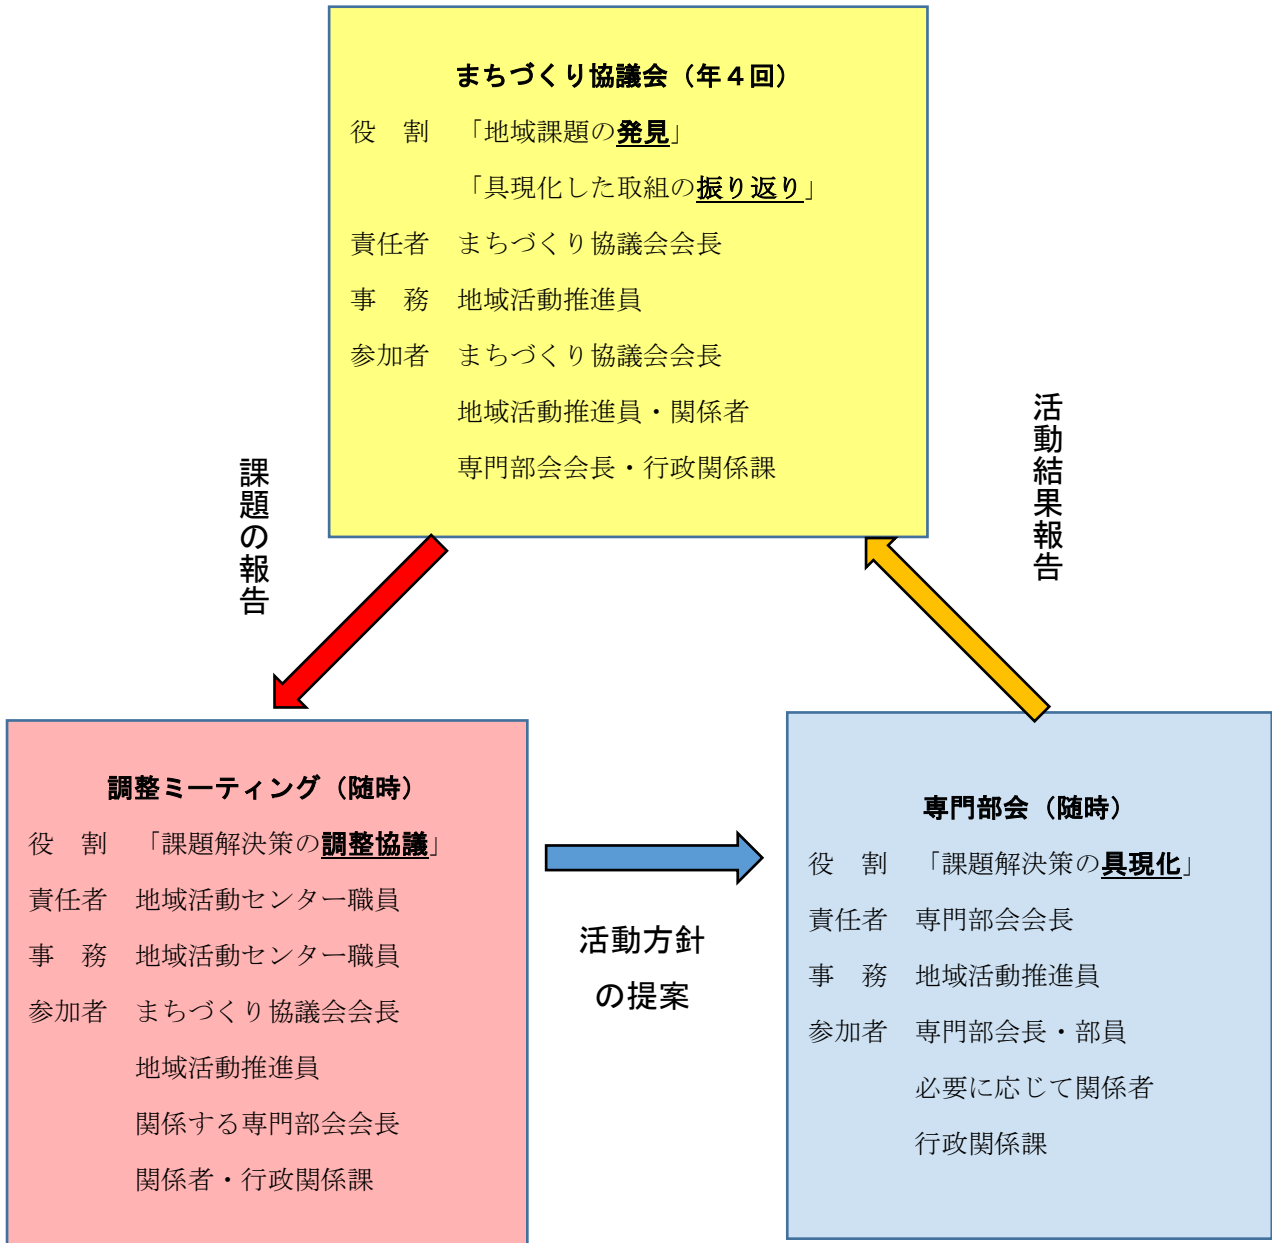 まちづくり協議会（年４回）
役　割　「地域課題の発見」
「具現化した取組の振り返り」
責任者　まちづくり協議会会長
事　務　地域活動推進員
参加者　まちづくり協議会会長
地域活動推進員・関係者
専門部会会長・行政関係課
課題の報告
活動結果報告
調整ミーティング（随時）
役　割　「課題解決策の調整協議」
責任者　地域活動センター職員
事　務　地域活動センター職員
参加者　まちづくり協議会会長
地域活動推進員
関係する専門部会会長
関係者・行政関係課
活動方針
の提案
専門部会（随時）
役　割　「課題解決策の具現化」
責任者　専門部会会長
事　務　地域活動推進員
参加者　専門部会長・部員
必要に応じて関係者
行政関係課